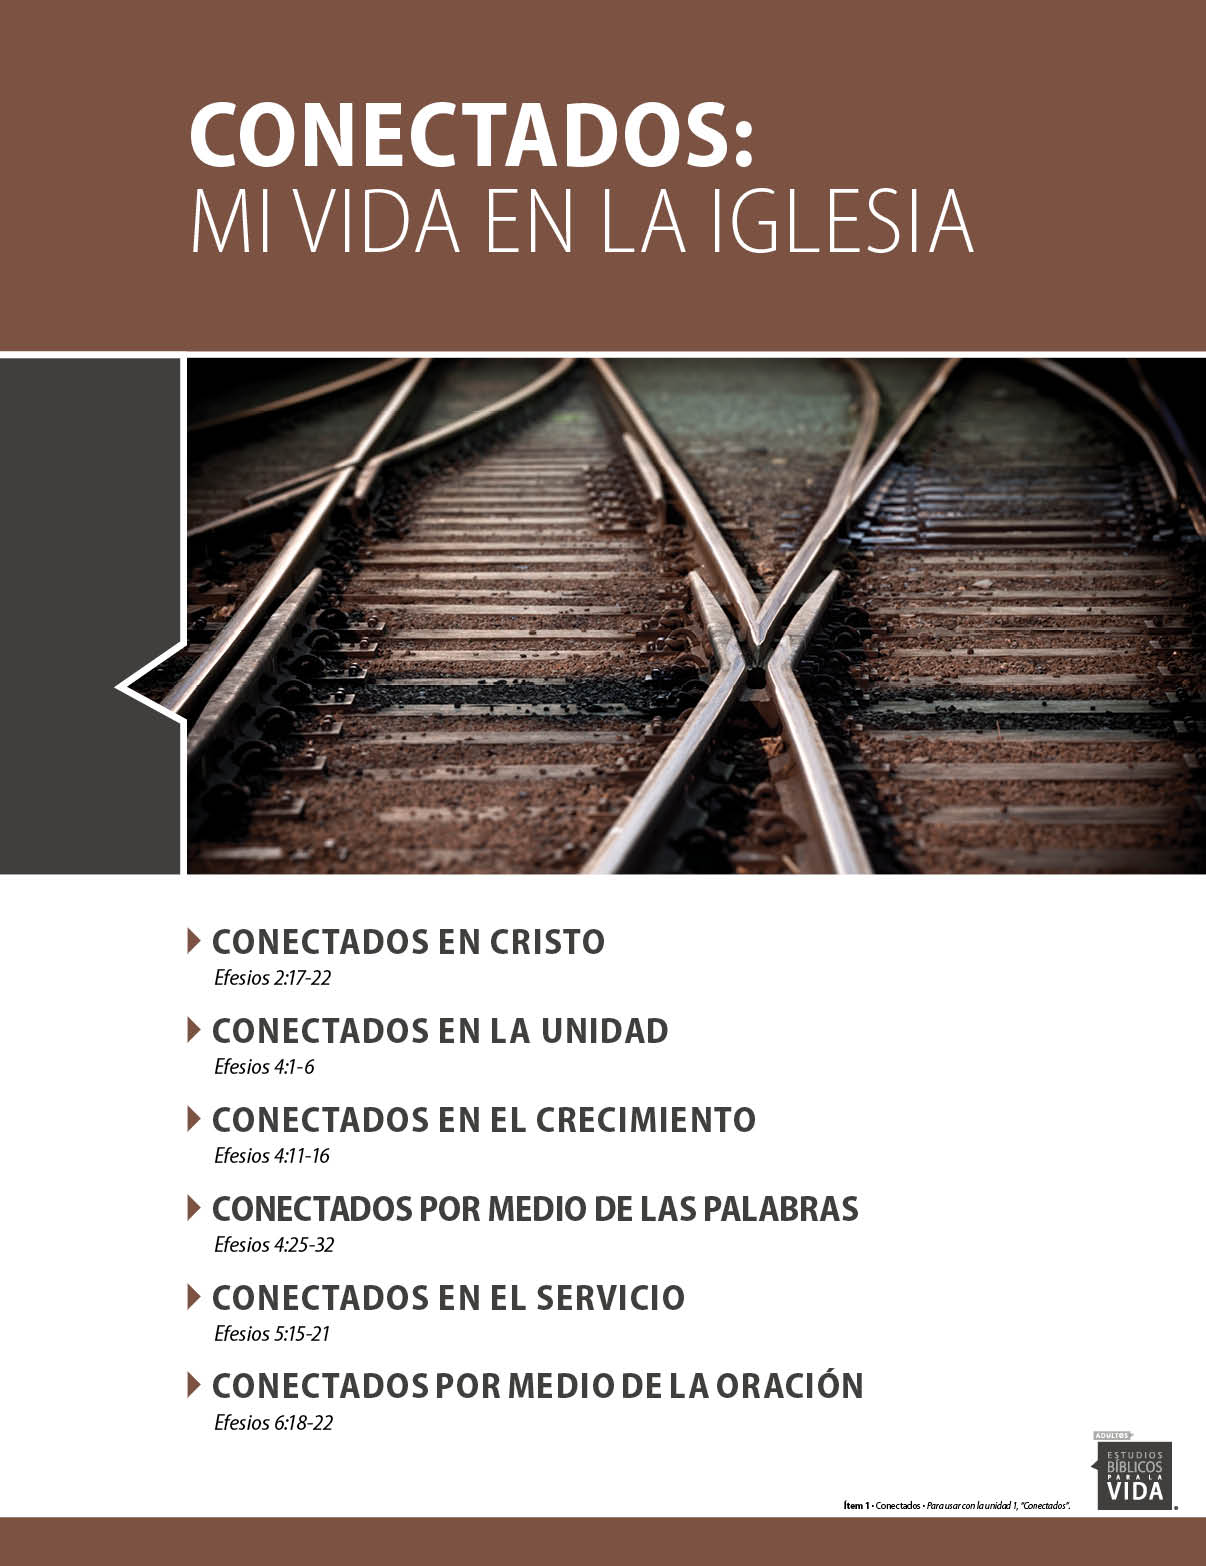 CONECTADOS:
MI VIDA EN LA IGLESIA
CONECTADOS EN CRISTO
Efesios 2:17-22
CONECTADOS EN LA UNIDAD
Efesios 4:1-6
CONECTADOS EN EL CRECIMIENTO
Efesios 4:11-16
CONECTADOS POR MEDIO DE LAS PALABRAS
Efesios 4:25-32
CONECTADOS EN EL SERVICIO
Efesios 5:15-21
CONECTADOS POR MEDIO DE LA ORACIÓN
Efesios 6:18-22
ADULTOS
ESTUDIOS
BÍBLICOS
PARA LA
VIDA
Ítem 1 • Conectados • Para usar con la unidad 1, "Conectados".